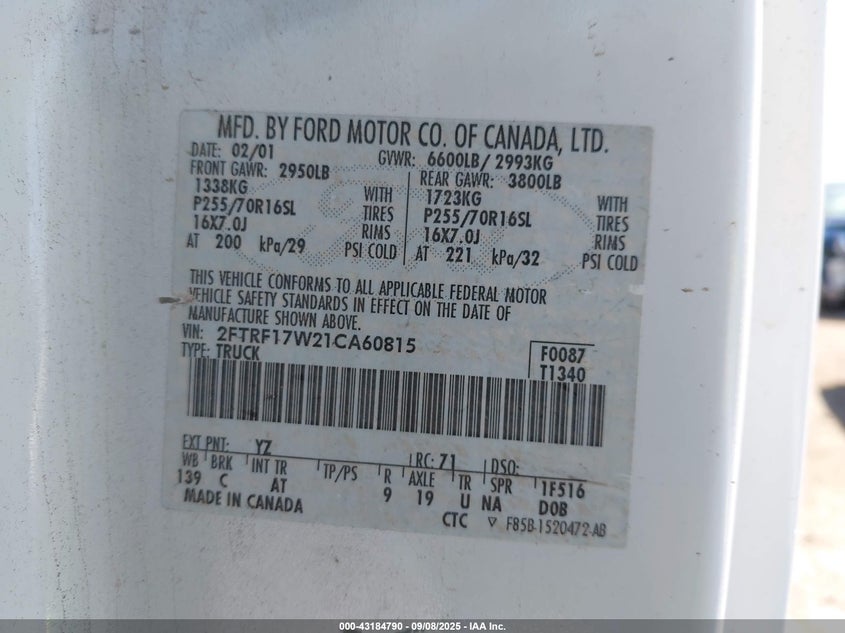 MFD. BY FORD MOTOR CO. OF CANADA, LTD.
DATE: 02/01 GVWR: 6600LB/ 2993KG
FRONT GAWR: 2950LB REAR GAWR: 3800LB
1338KG WITH 1723KG WITH
P255/70R16SL TIRES P255/70R16SL TIRES
16X7.0J RIMS 16X7.0J RIMS
AT 200 kPa/29 PSI COLD AT 221 kPa/32 PSI COLD
THIS VEHICLE CONFORMS TO ALL APPLICABLE FEDERAL MOTOR
VEHICLE SAFETY STANDARDS IN EFFECT ON THE DATE OF
MANUFACTURE SHOWN ABOVE.
VIN: 2FTRF17W21CA60815 F0087
TYPE: TRUCK T1340
EXT PNT: YZ RC: 71 DSO:
WB BRK INT TR TP/PS R AXLE TR SPR 1F516
139 C AT 9 19 U NA DOB
MADE IN CANADA CTC ▽ F85B-1520472-AB
000-43184790 - 09/08/2025 - IAA Inc.